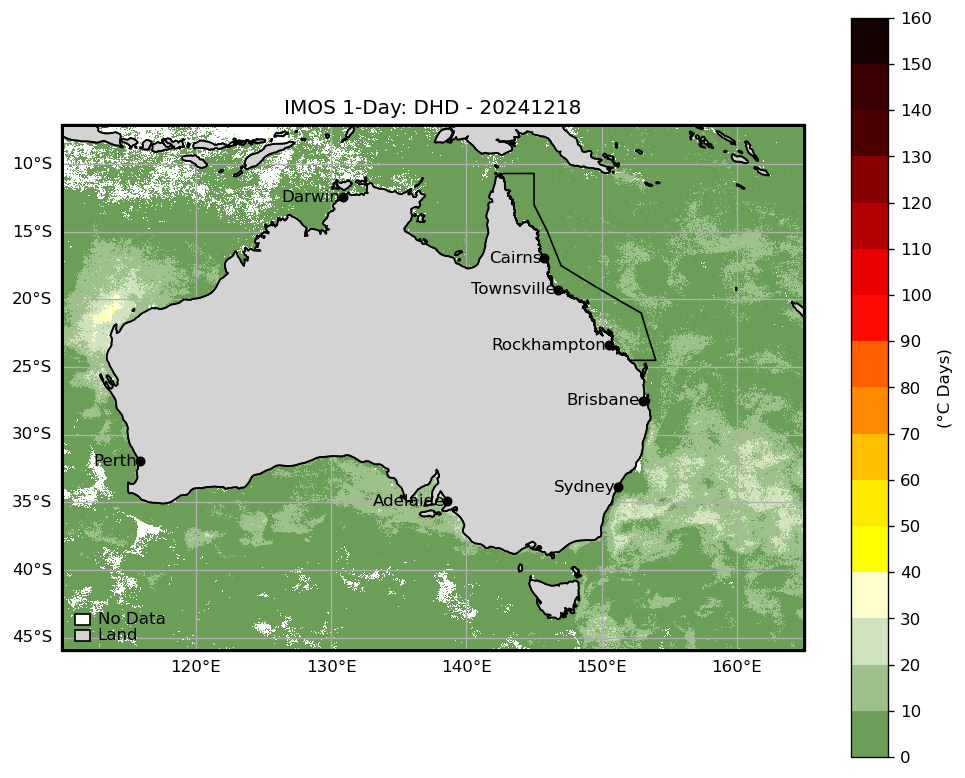 IMOS 1-Day: DHD - 20241218
160
150
140
130
120
110
100
90
80
70
60
50
40
30
20
10
0
(°C Days)
10°S
15°S
20°S
25°S
30°S
35°S
40°S
45°S
Darwin
Cairns
Townsville
Rockhampton
Brisbane
Perth
Sydney
Adelaide
No Data
Land
120°E 130°E 140°E 150°E 160°E